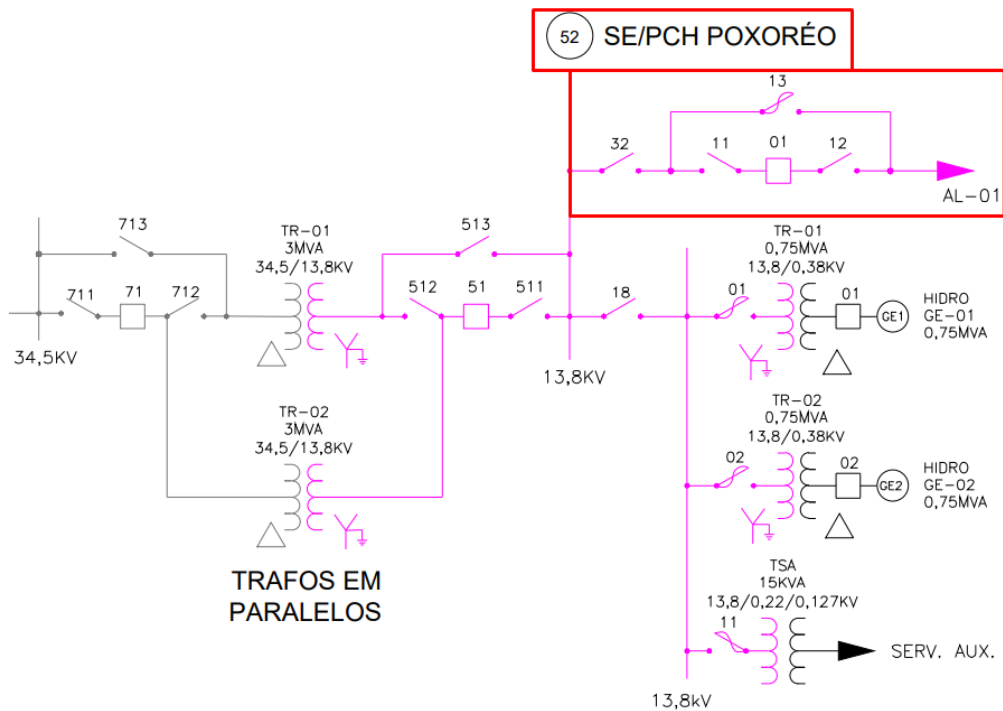 52 SE/PCH POXORÉO
13
32 11 01 12
AL-01
713
711 71 712
34,5KV
TR-01
3MVA
34,5/13,8KV
513
512 51 511
13,8KV
18
TR-02
3MVA
34,5/13,8KV
TRAFOS EM
PARALELOS
TR-01
0,75MVA
13,8/0,38KV
01
01
GE1
HIDRO
GE-01
0,75MVA
TR-02
0,75MVA
13,8/0,38KV
02
02
GE2
HIDRO
GE-02
0,75MVA
TSA
15KVA
13,8/0,22/0,127KV
11
SERV. AUX.
13,8kV